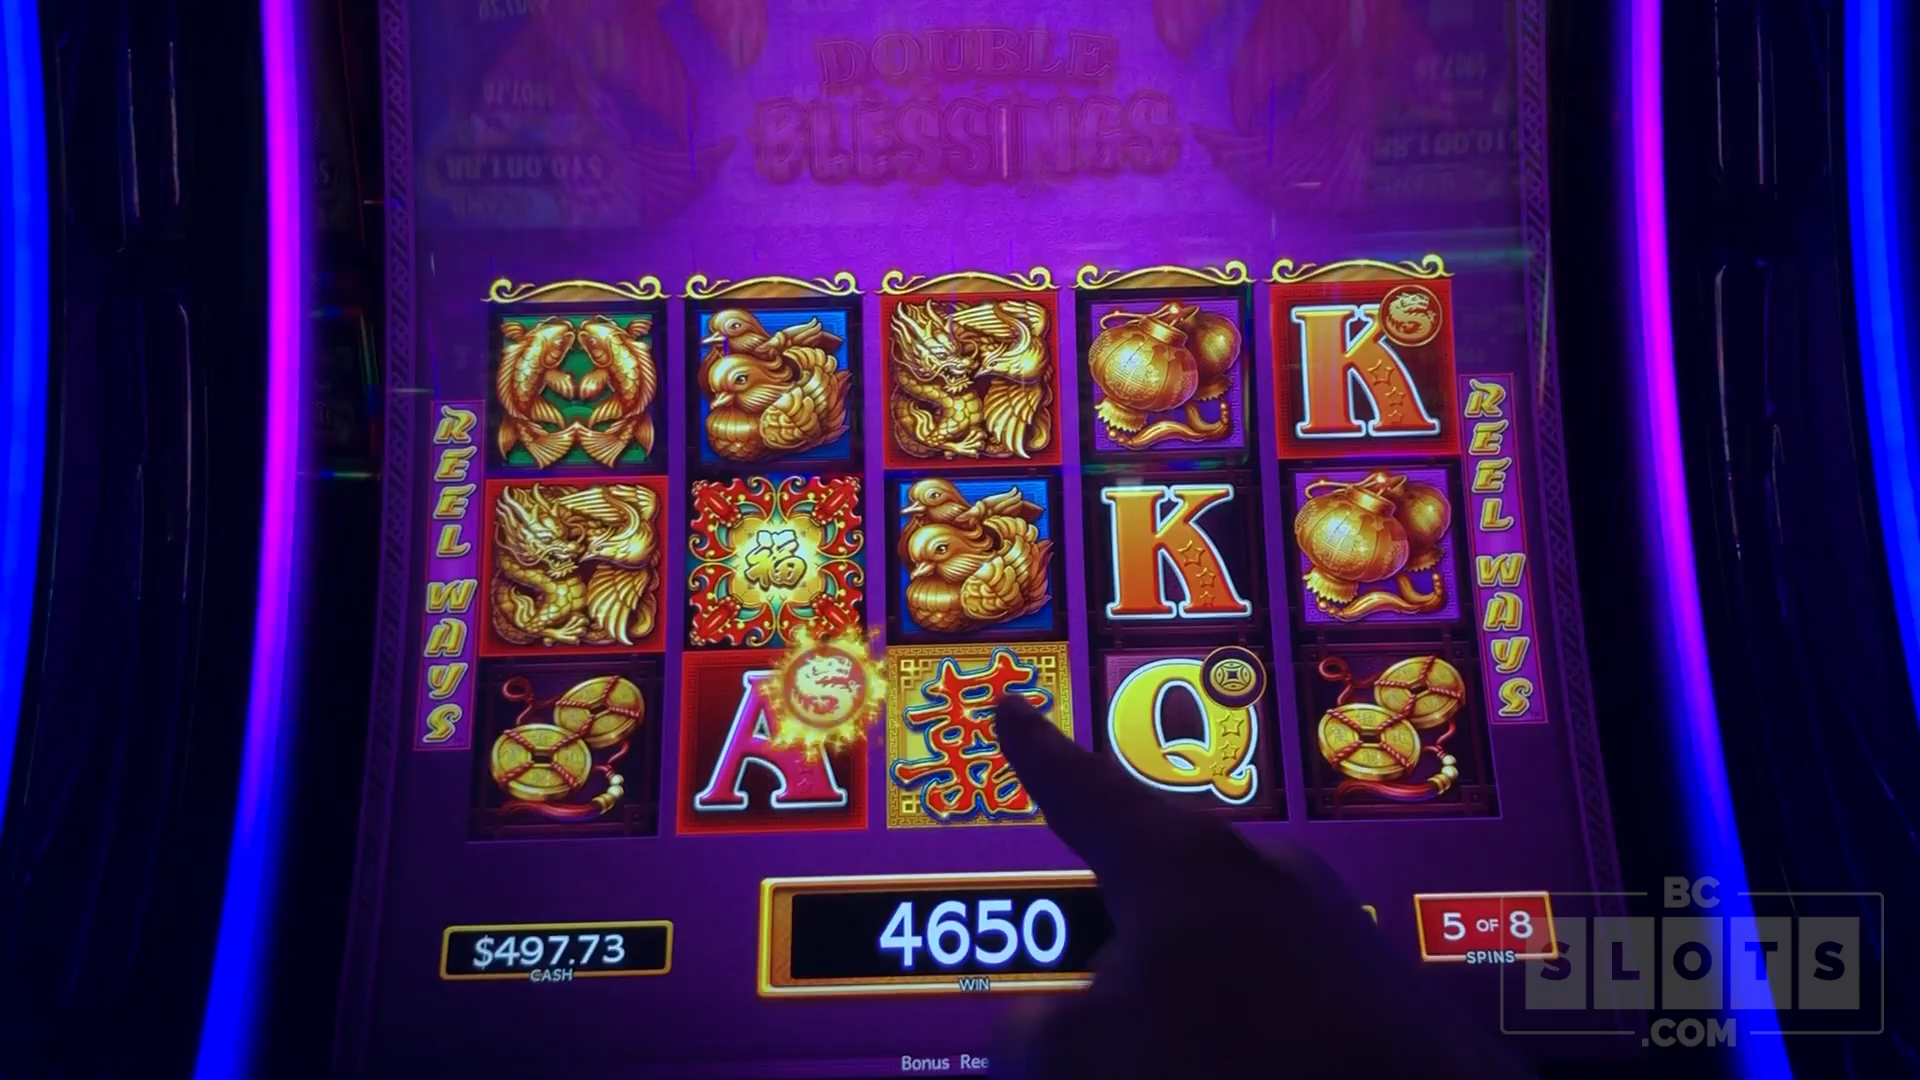 DOUBLE
BLESSINGS
REEL WAYS
K
REEL WAYS
福
K
A
囍
Q
$497.73
CASH
4650
WIN
5 OF 8
SPINS
Bonus
BC
SLOTS
.COM